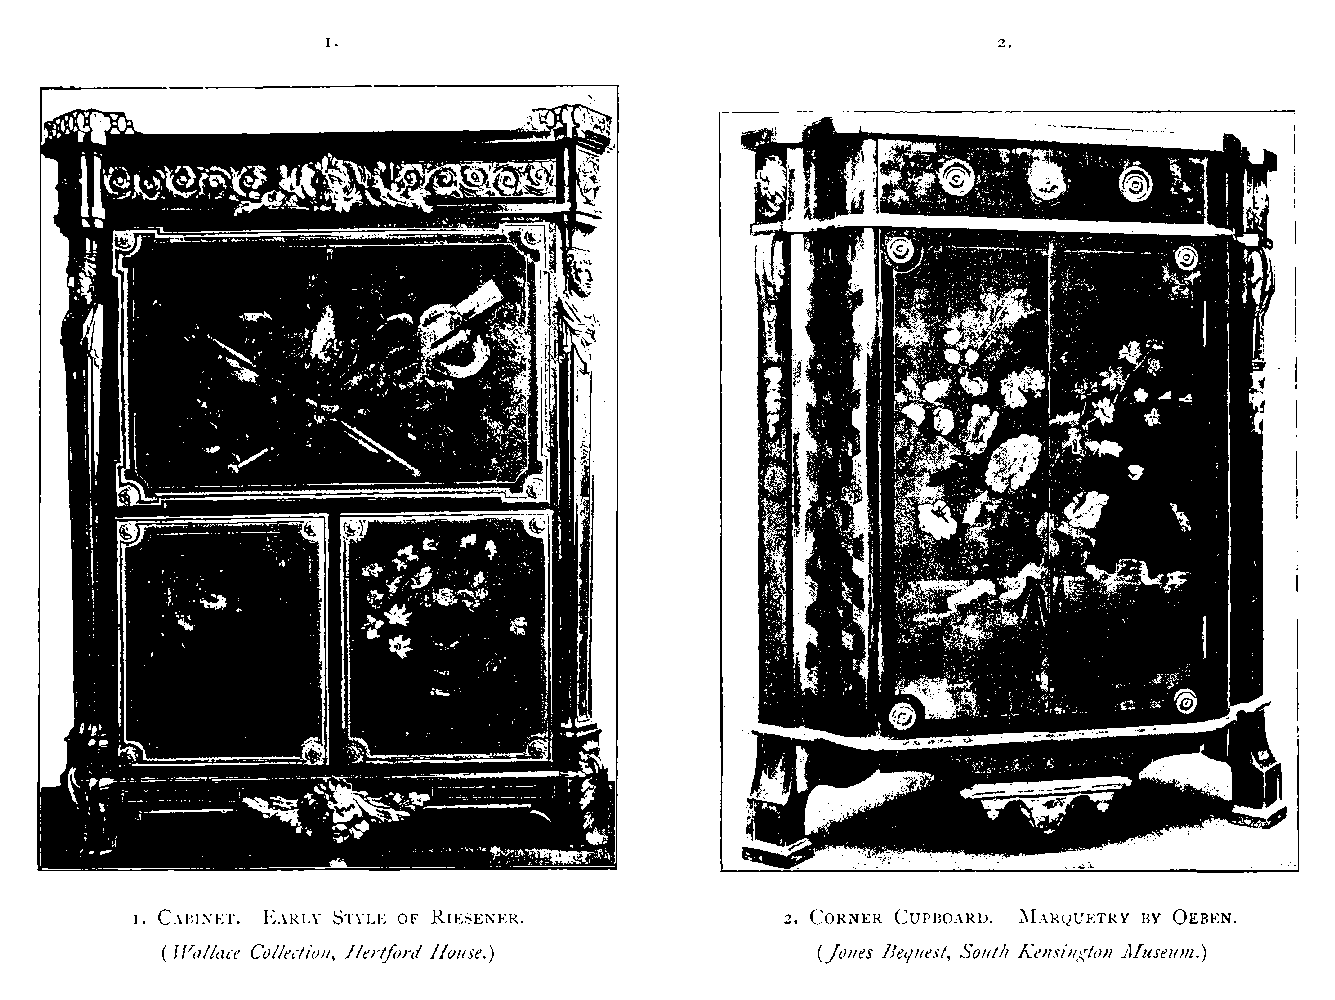 1.
2.
1. Cabinet. Early Style of Riesener.
(Wallace Collection, Hertford House.)
2. Corner Cupboard. Marquetry by Oeben.
(Jones Bequest, South Kensington Museum.)